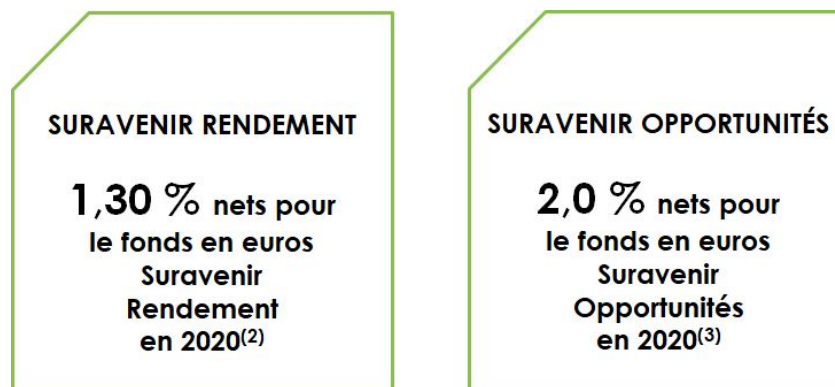 SURAVENIR RENDEMENT
1,30 % nets pour
le fonds en euros
Suravenir
Rendement
en 2020(2)
SURAVENIR OPPORTUNITÉS
2,0 % nets pour
le fonds en euros
Suravenir
Opportunités
en 2020(3)